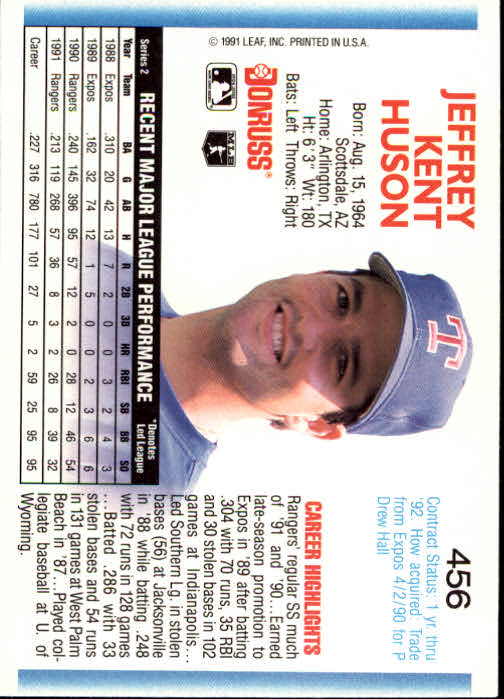 456
JEFFREY
KENT
HUSON
Born: Aug. 15, 1964
Scottsdale, AZ
Home: Arlington, TX
Ht: 6' 3" Wt: 180
Bats: Left Throws: Right
DONRUSS®
MLB
© 1991 LEAF, INC. PRINTED IN U.S.A.
Contract Status: 1 yr. thru
'92. How acquired: Trade
from Expos 4/2/90 for P
Drew Hall
T
CAREER HIGHLIGHTS
Rangers' regular SS much
of '91 and '90...Earned
late-season promotion to
Expos in '89 after batting
.304 with 70 runs, 35 RBI
and 30 stolen bases in 102
games at Indianapolis...
Led Southern Lg. in stolen
bases (56) at Jacksonville
in '88 while batting .248
with 72 runs in 128 games
...Batted .286 with 33
stolen bases and 54 runs
in 131 games at West Palm
Beach in '87...Played col-
legiate baseball at U. of
Wyoming.
Series 2 RECENT MAJOR LEAGUE PERFORMANCE *Denotes Led League
Year Team BA G AB H R 2B 3B HR RBI SB BB SO
1988 Expos .310 20 42 13 7 2 0 0 3 2 4 3
1989 Expos .162 32 74 12 1 5 0 0 2 3 6 6
1990 Rangers .240 145 396 95 57 12 2 0 28 12 46 54
1991 Rangers .213 119 268 57 36 8 3 2 26 8 39 32
Career .227 316 780 177 101 27 5 2 59 25 95 95